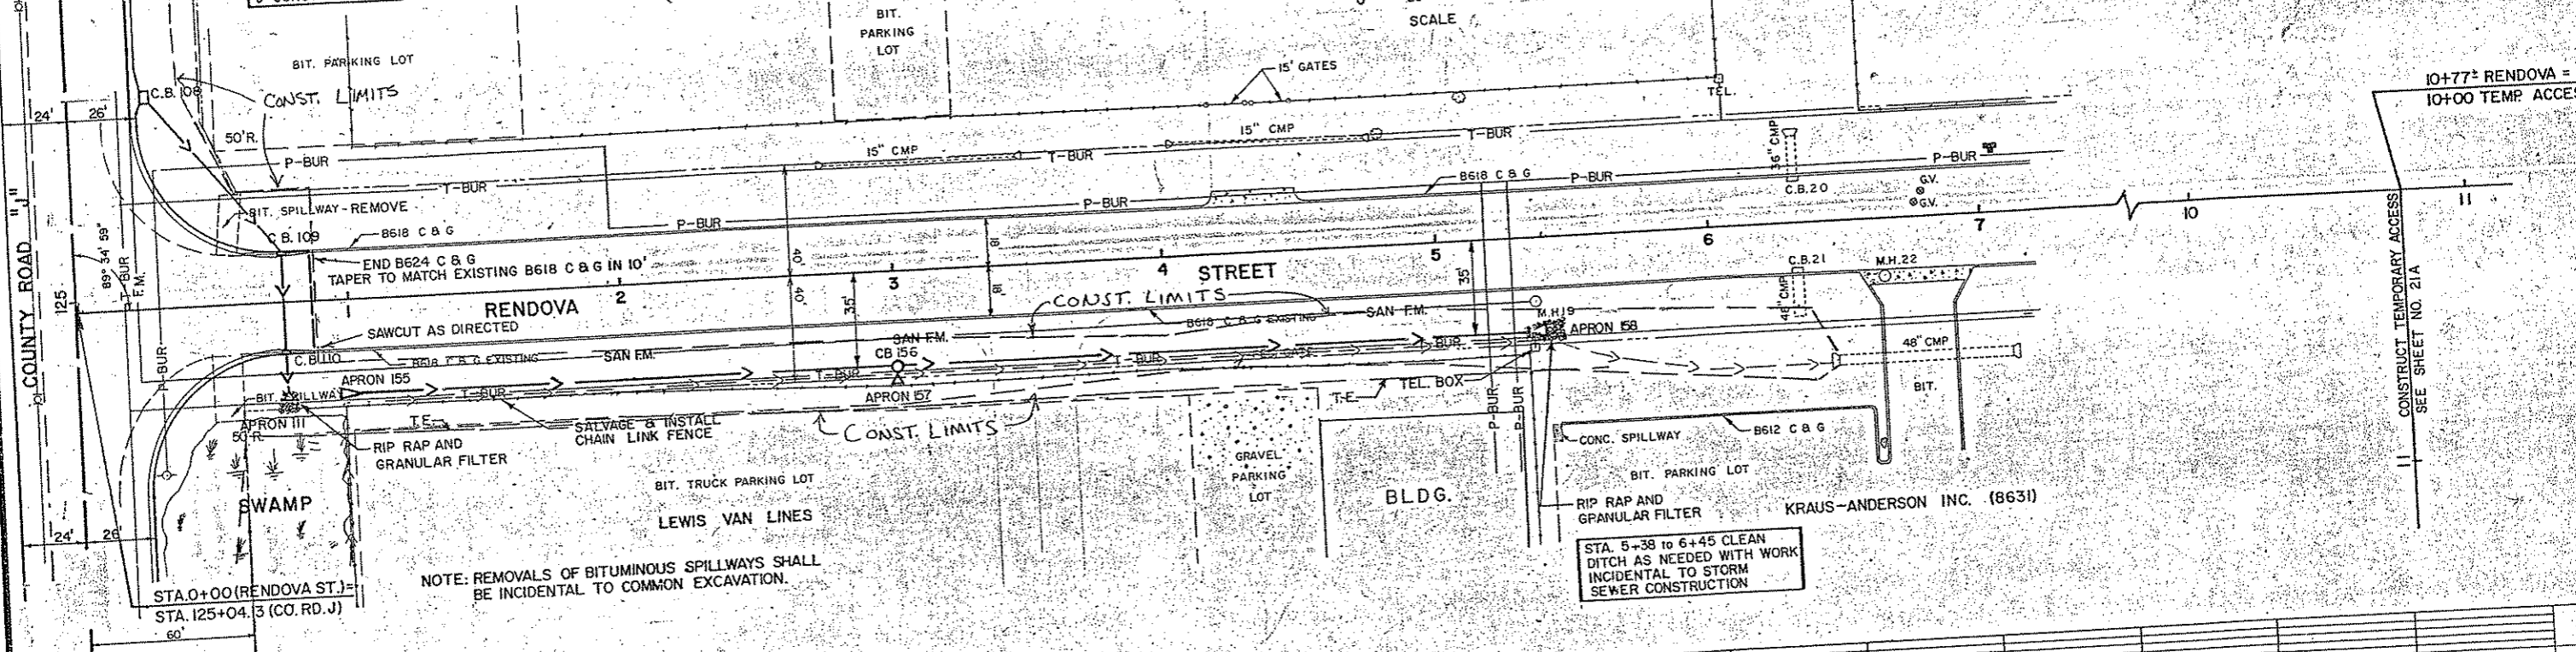 BIT.
PARKING
LOT
SCALE
BIT. PARKING LOT
15' GATES
C.B. 108
CONST. LIMITS
TEL.
10+77± RENDOVA =
10+00 TEMP. ACCES
24'
26'
50'R.
15" CMP
15" CMP
T-BUR
T-BUR
36" CMP
P-BUR
P-BUR
T-BUR
B618 C & G
P-BUR
C.B.20
G.V.
G.V.
BIT. SPILLWAY-REMOVE
P-BUR
P-BUR
C.B. 109
B618 C & G
END B624 C & G
TAPER TO MATCH EXISTING B618 C & G IN 10'
COUNTY ROAD "J"
125
89° 34' 59"
T-BUR
F.M.
P-BUR
40'
40'
18'
18'
35'
35'
2
3
4
5
6
7
10
11
RENDOVA
STREET
CONST. LIMITS
C.B.21
M.H.22
48" CMP
CONSTRUCT TEMPORARY ACCESS
SEE SHEET NO. 21A
SAWCUT AS DIRECTED
SAN F.M.
B618 C & G EXISTING
SAN F.M.
M.H.19
APRON 158
C.B. 110
B618 C & G EXISTING
SAN F.M.
CB 156
T-BUR
BUR
48" CMP
APRON 155
T-BUR
T-BUR
BIT. SPILLWAY
APRON 157
T.E.
TEL. BOX
BIT.
APRON 111
50'R.
T.E.
SALVAGE & INSTALL
CHAIN LINK FENCE
CONST. LIMITS
P-BUR
P-BUR
RIP RAP AND
GRANULAR FILTER
GRAVEL
PARKING
LOT
CONC. SPILLWAY
B612 C & G
BIT. PARKING LOT
SWAMP
BIT. TRUCK PARKING LOT
LEWIS VAN LINES
BLDG.
RIP RAP AND
GRANULAR FILTER
KRAUS-ANDERSON INC. (8631)
24'
26'
STA. 5+38 TO 6+45 CLEAN
DITCH AS NEEDED WITH WORK
INCIDENTAL TO STORM
SEWER CONSTRUCTION
NOTE: REMOVALS OF BITUMINOUS SPILLWAYS SHALL
BE INCIDENTAL TO COMMON EXCAVATION.
STA.0+00(RENDOVA ST.)=
STA.125+04.13 (CO.RD.J)
60'